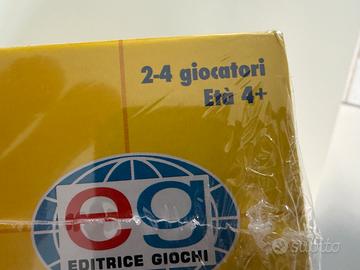 2-4 giocatori
Età 4+
eg
EDITRICE GIOCHI
subito